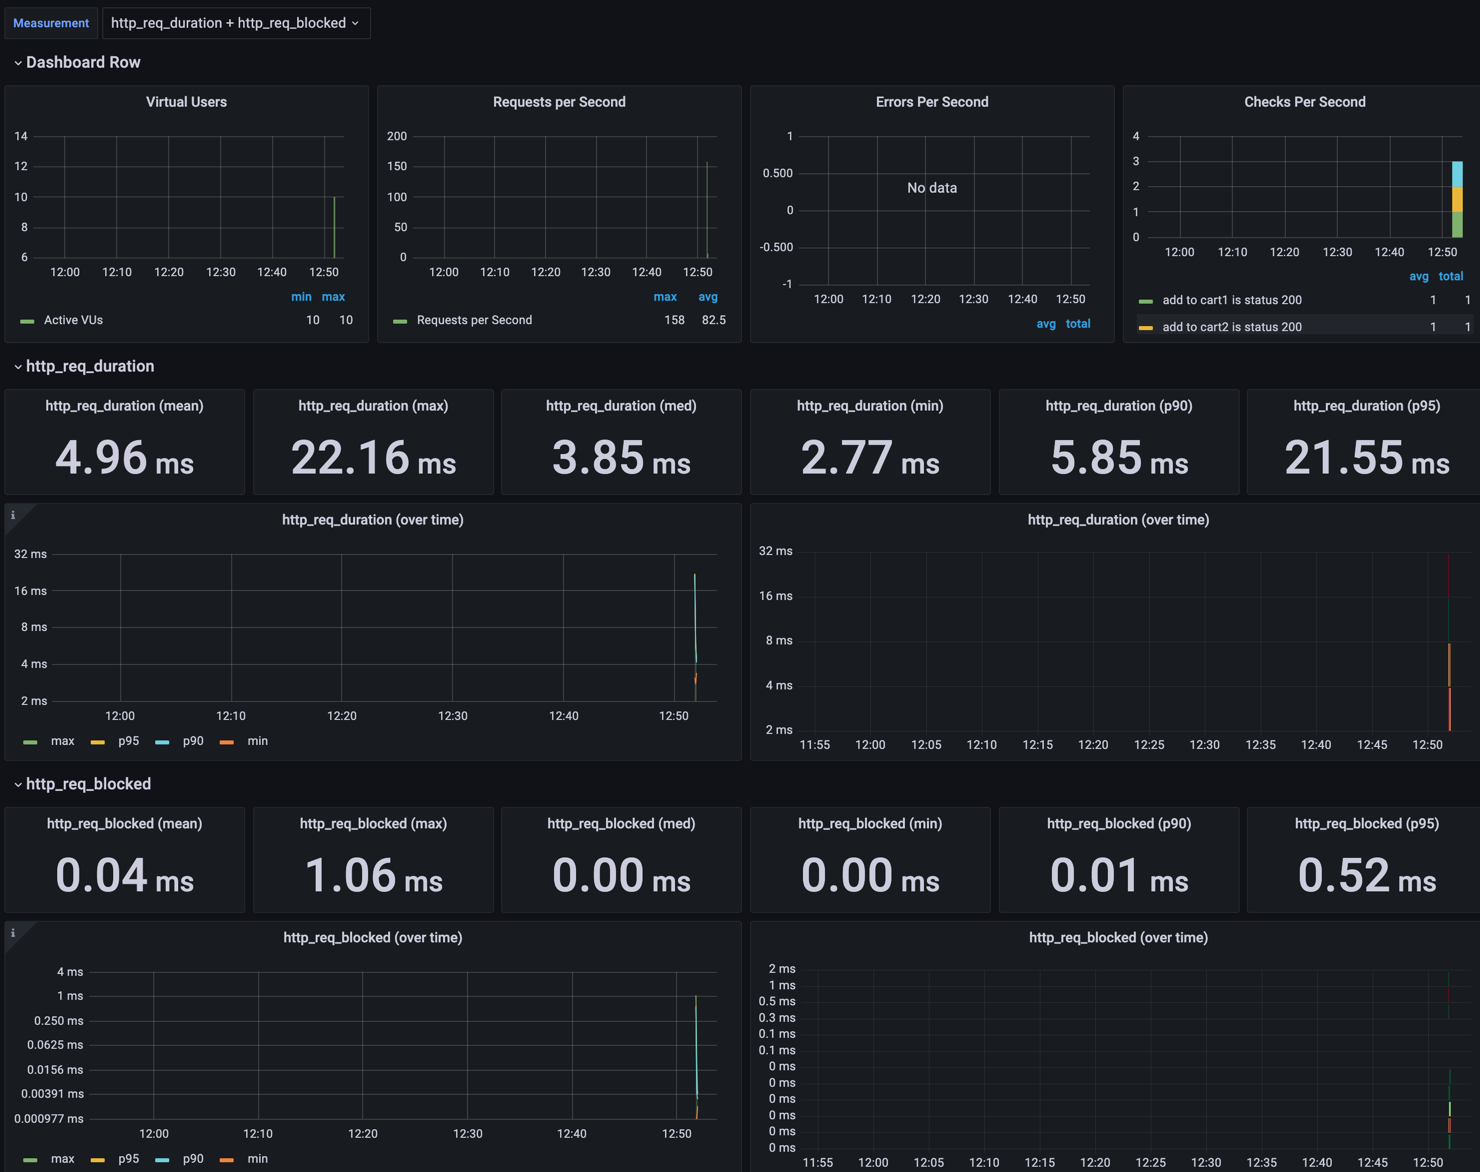 Measurement http_req_duration + http_req_blocked
Dashboard Row
Virtual Users
14
12
10
8
6
12:00 12:10 12:20 12:30 12:40 12:50
min max
Active VUs 10 10
Requests per Second
200
150
100
50
0
12:00 12:10 12:20 12:30 12:40 12:50
max avg
Requests per Second 158 82.5
Errors Per Second
1
0.500
0
-0.500
-1
No data
12:00 12:10 12:20 12:30 12:40 12:50
avg total
Checks Per Second
4
3
2
1
0
12:00 12:10 12:20 12:30 12:40 12:50
avg total
add to cart1 is status 200 1 1
add to cart2 is status 200 1 1
http_req_duration
http_req_duration (mean)
4.96 ms
http_req_duration (max)
22.16 ms
http_req_duration (med)
3.85 ms
http_req_duration (min)
2.77 ms
http_req_duration (p90)
5.85 ms
http_req_duration (p95)
21.55 ms
i
http_req_duration (over time)
32 ms
16 ms
8 ms
4 ms
2 ms
12:00 12:10 12:20 12:30 12:40 12:50
max p95 p90 min
http_req_duration (over time)
32 ms
16 ms
8 ms
4 ms
2 ms
11:55 12:00 12:05 12:10 12:15 12:20 12:25 12:30 12:35 12:40 12:45 12:50
http_req_blocked
http_req_blocked (mean)
0.04 ms
http_req_blocked (max)
1.06 ms
http_req_blocked (med)
0.00 ms
http_req_blocked (min)
0.00 ms
http_req_blocked (p90)
0.01 ms
http_req_blocked (p95)
0.52 ms
i
http_req_blocked (over time)
4 ms
1 ms
0.250 ms
0.0625 ms
0.0156 ms
0.00391 ms
0.000977 ms
12:00 12:10 12:20 12:30 12:40 12:50
max p95 p90 min
http_req_blocked (over time)
2 ms
1 ms
0.5 ms
0.3 ms
0.1 ms
0.1 ms
0 ms
0 ms
0 ms
0 ms
0 ms
0 ms
11:55 12:00 12:05 12:10 12:15 12:20 12:25 12:30 12:35 12:40 12:45 12:50